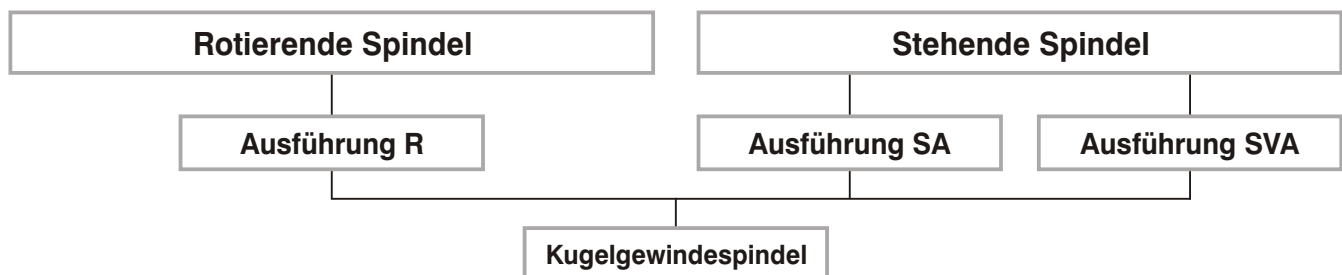 Rotierende Spindel
Stehende Spindel
Ausführung R
Ausführung SA
Ausführung SVA
Kugelgewindespindel